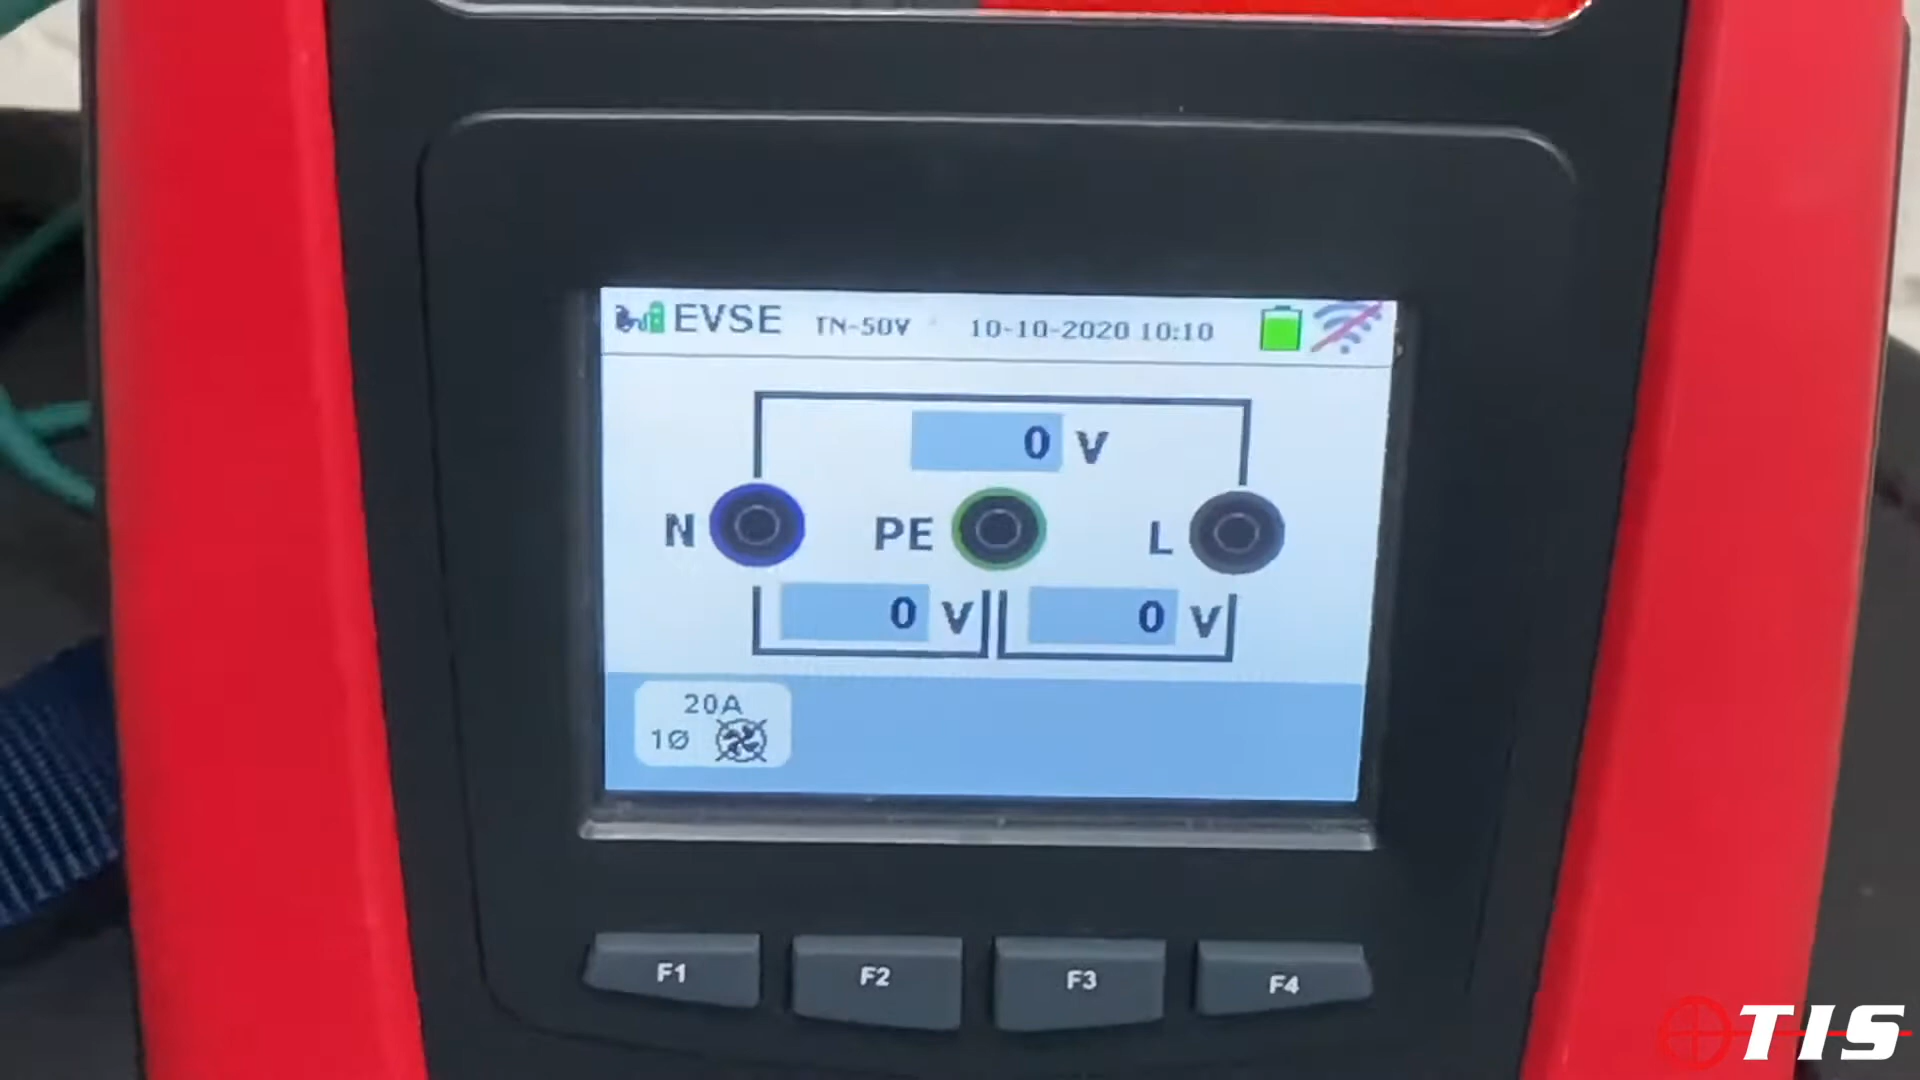 EVSE TN-50V 10-10-2020 10:10
0 V
N PE L
0 V 0 V
20A
1Ø
F1 F2 F3 F4
TIS